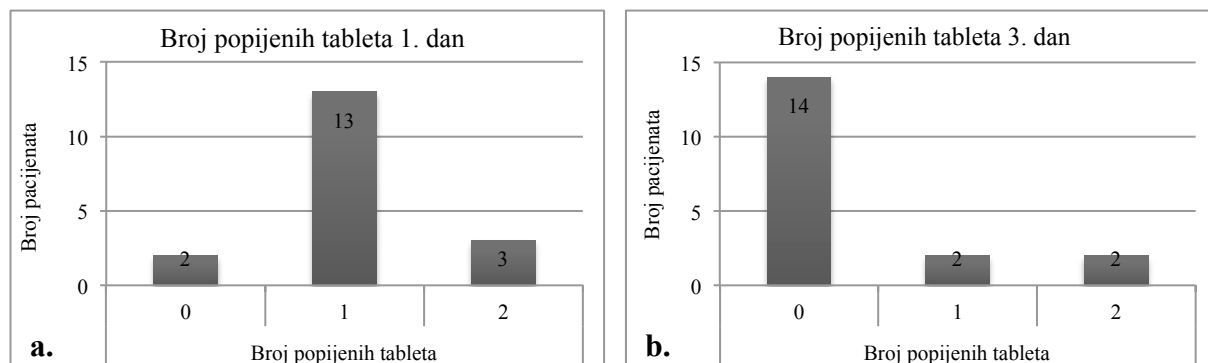 Broj popijenih tableta 1. dan
15
10
5
0
Broj pacijenata
2
13
3
0
1
2
Broj popijenih tableta
a.
Broj popijenih tableta 3. dan
15
10
5
0
Broj pacijenata
14
2
2
0
1
2
Broj popijenih tableta
b.